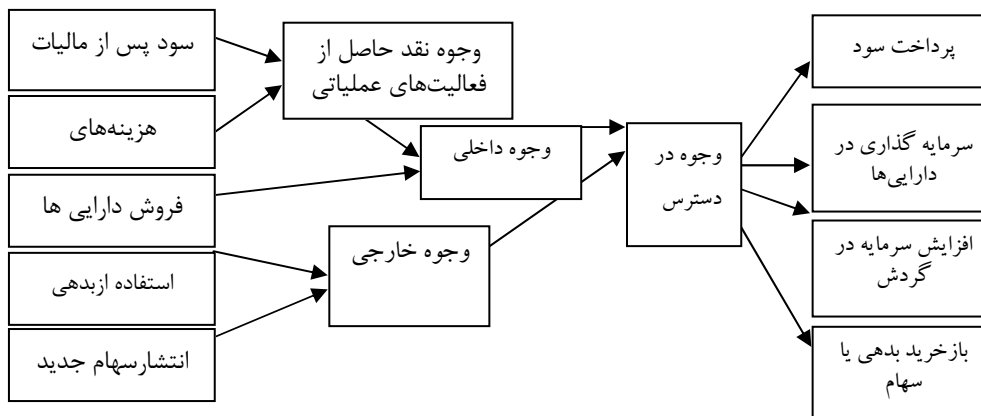 سود پس از مالیات
هزینه‌های
فروش دارایی ها
استفاده ازبدهی
انتشارسهام جدید
وجوه نقد حاصل از
فعالیت‌های عملیاتی
وجوه داخلی
وجوه خارجی
وجوه در
دسترس
پرداخت سود
سرمایه گذاری در
دارایی‌ها
افزایش سرمایه در
گردش
بازخرید بدهی یا
سهام